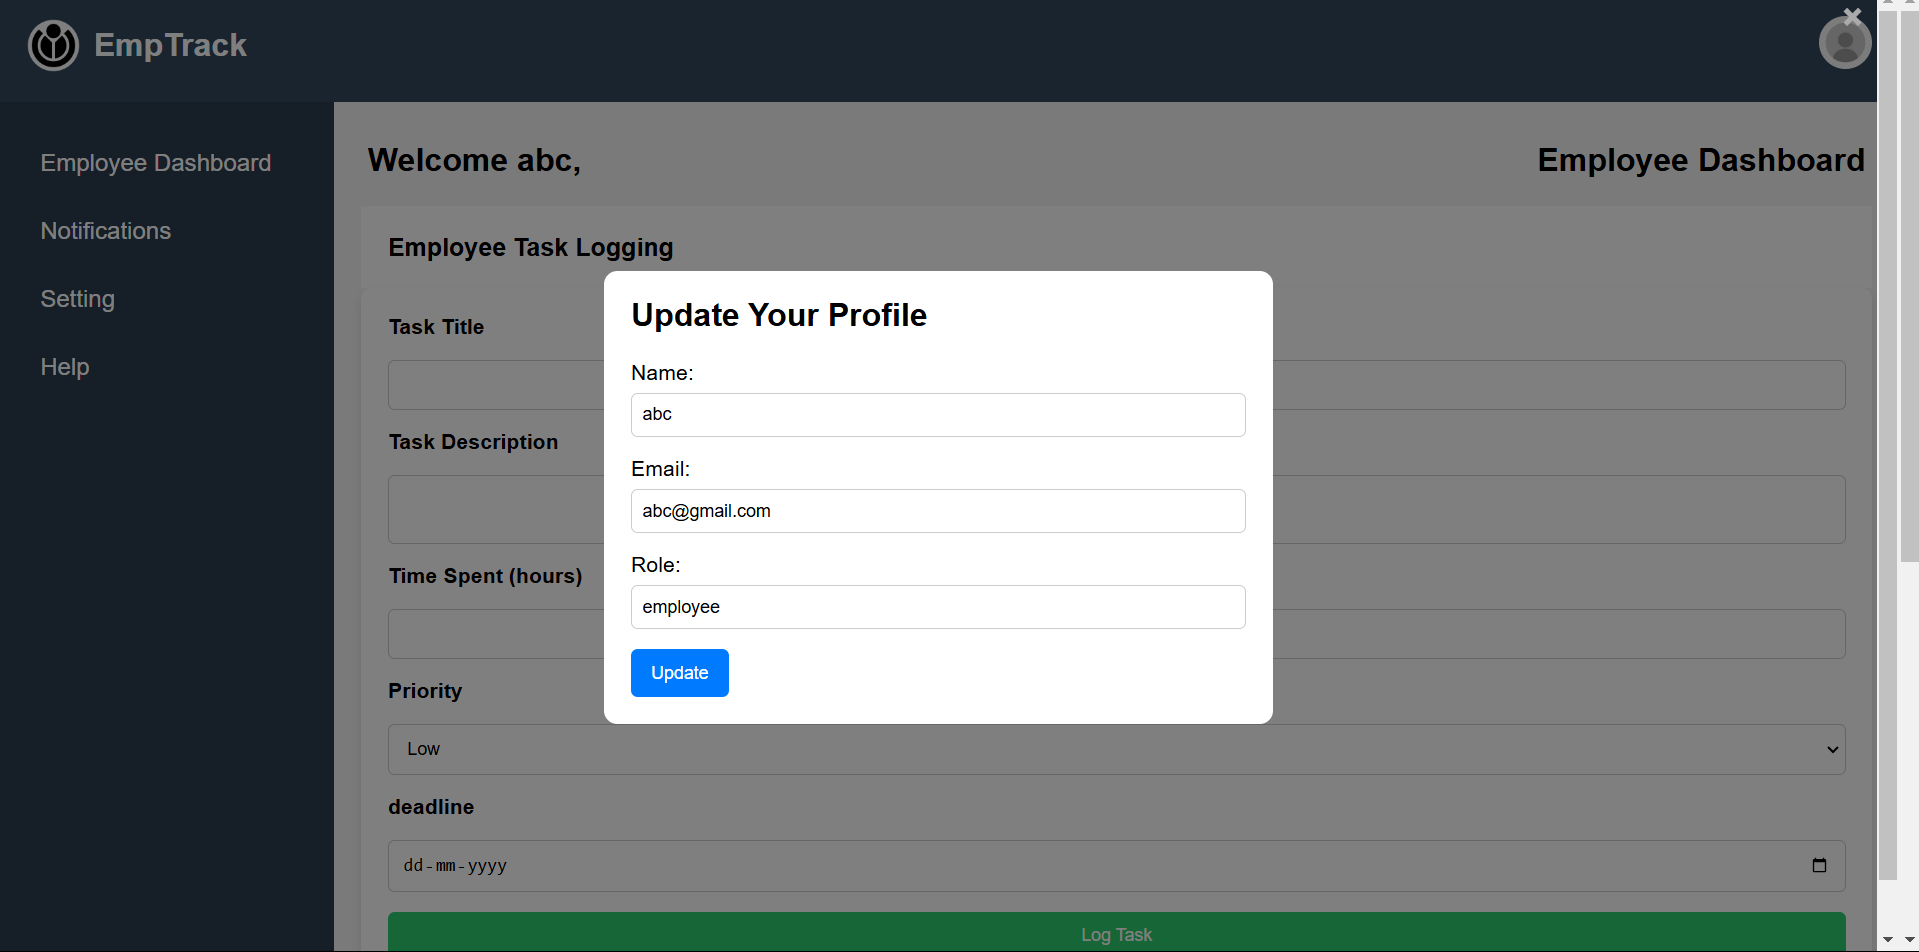 EmpTrack
Employee Dashboard
Notifications
Setting
Help
Welcome abc,
Employee Dashboard
Employee Task Logging
Task Title
Task Description
Time Spent (hours)
Priority
Low
deadline
dd-mm-yyyy
Log Task
Update Your Profile
Name:
abc
Email:
abc@gmail.com
Role:
employee
Update